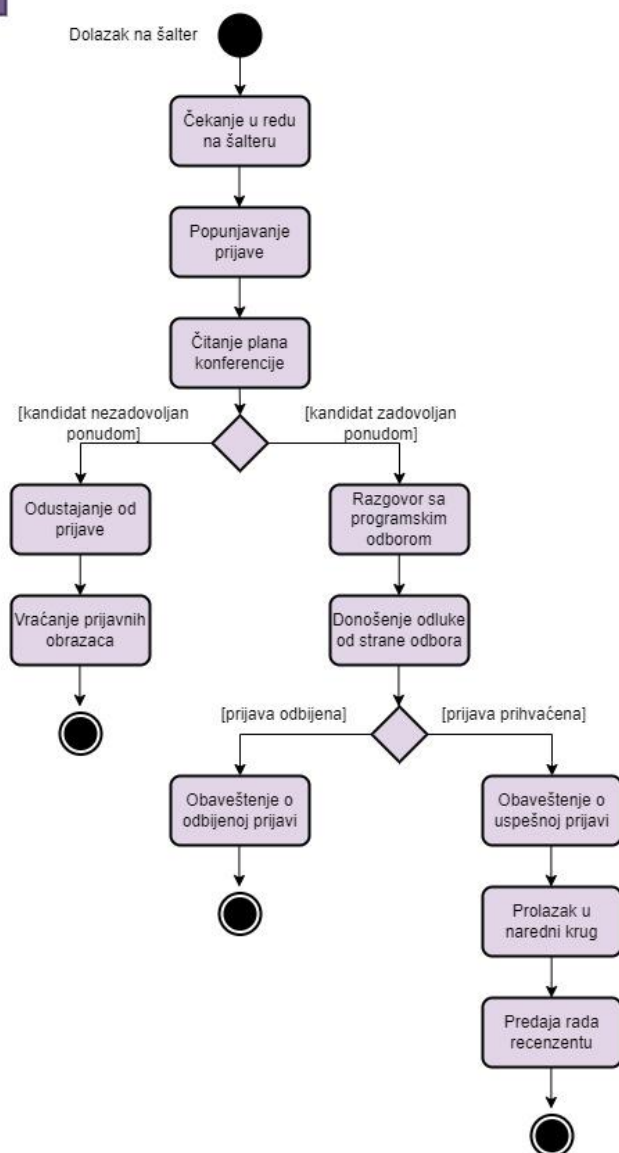 Dolazak na šalter
Čekanje u redu
na šalteru
Popunjavanje
prijave
Čitanje plana
konferencije
[kandidat nezadovoljan
ponudom]
[kandidat zadovoljan
ponudom]
Odustajanje od
prijave
Razgovor sa
programskim
odborom
Vraćanje prijavnih
obrazaca
Donošenje odluke
od strane odbora
[prijava odbijena]
[prijava prihvaćena]
Obaveštenje o
odbijenoj prijavi
Obaveštenje o
uspešnoj prijavi
Prolazak u
naredni krug
Predaja rada
recenzentu